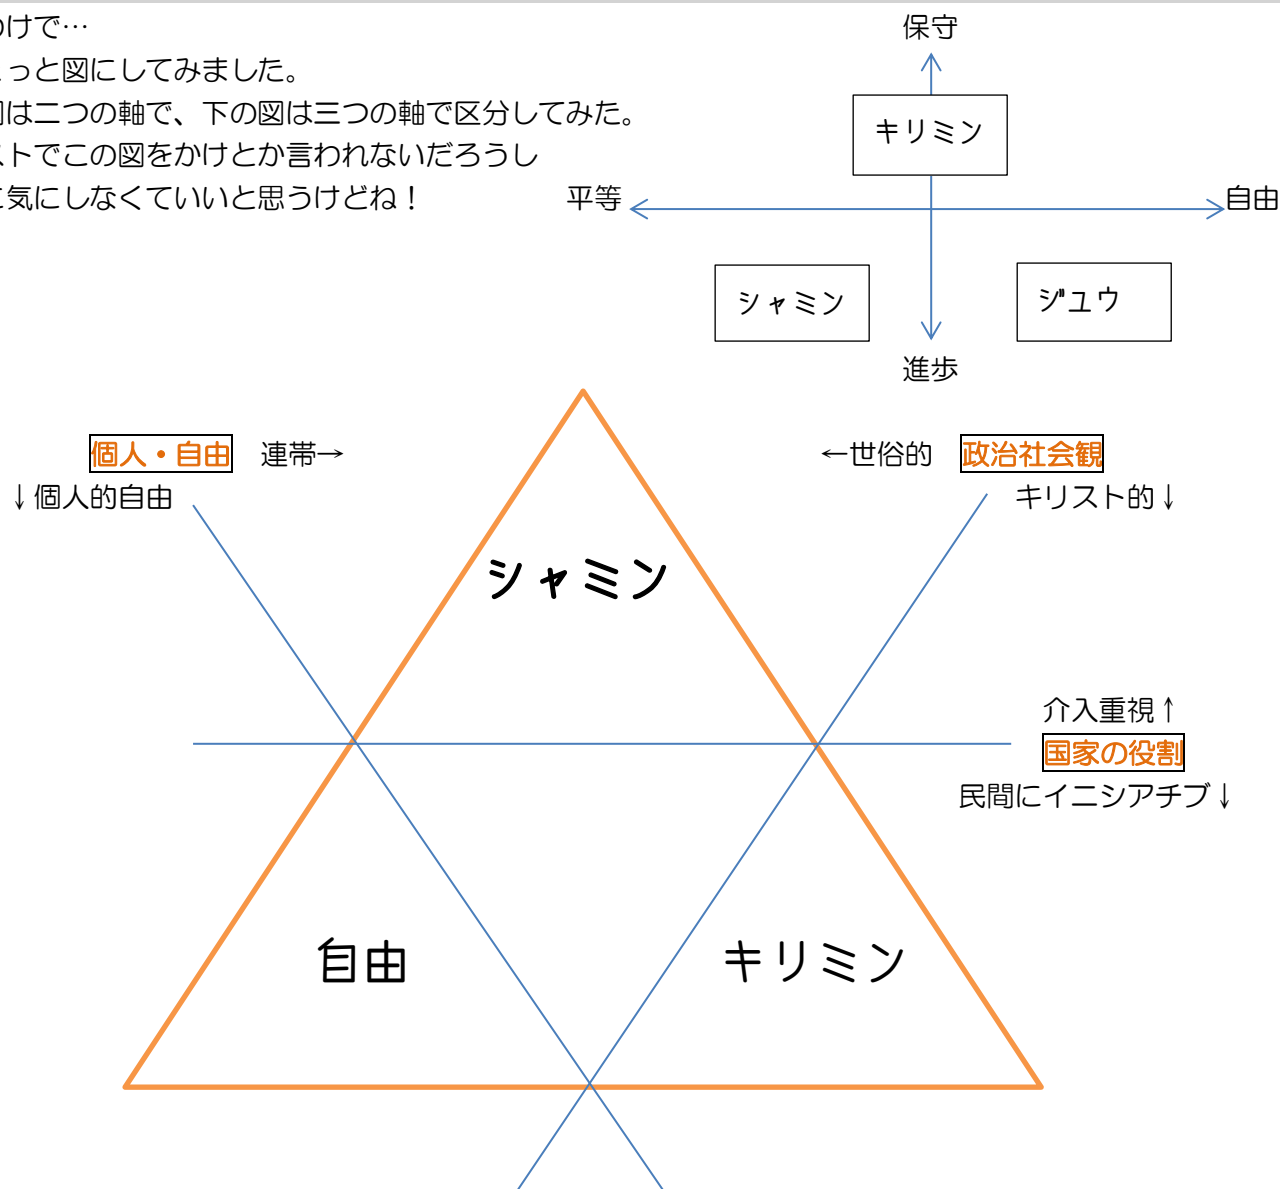 のけで…
ょっと図にしてみました。
図は二つの軸で、下の図は三つの軸で区分してみた。
ストでこの図をかけとか言われないだろうし
に気にしなくていいと思うけどね！
保守
キリミン
平等
自由
シャミン
ジユウ
進歩
個人・自由 連帯→
←世俗的 政治社会観
↓個人的自由
キリスト的↓
シャミン
介入重視↑
国家の役割
民間にイニシアチブ↓
自由
キリミン